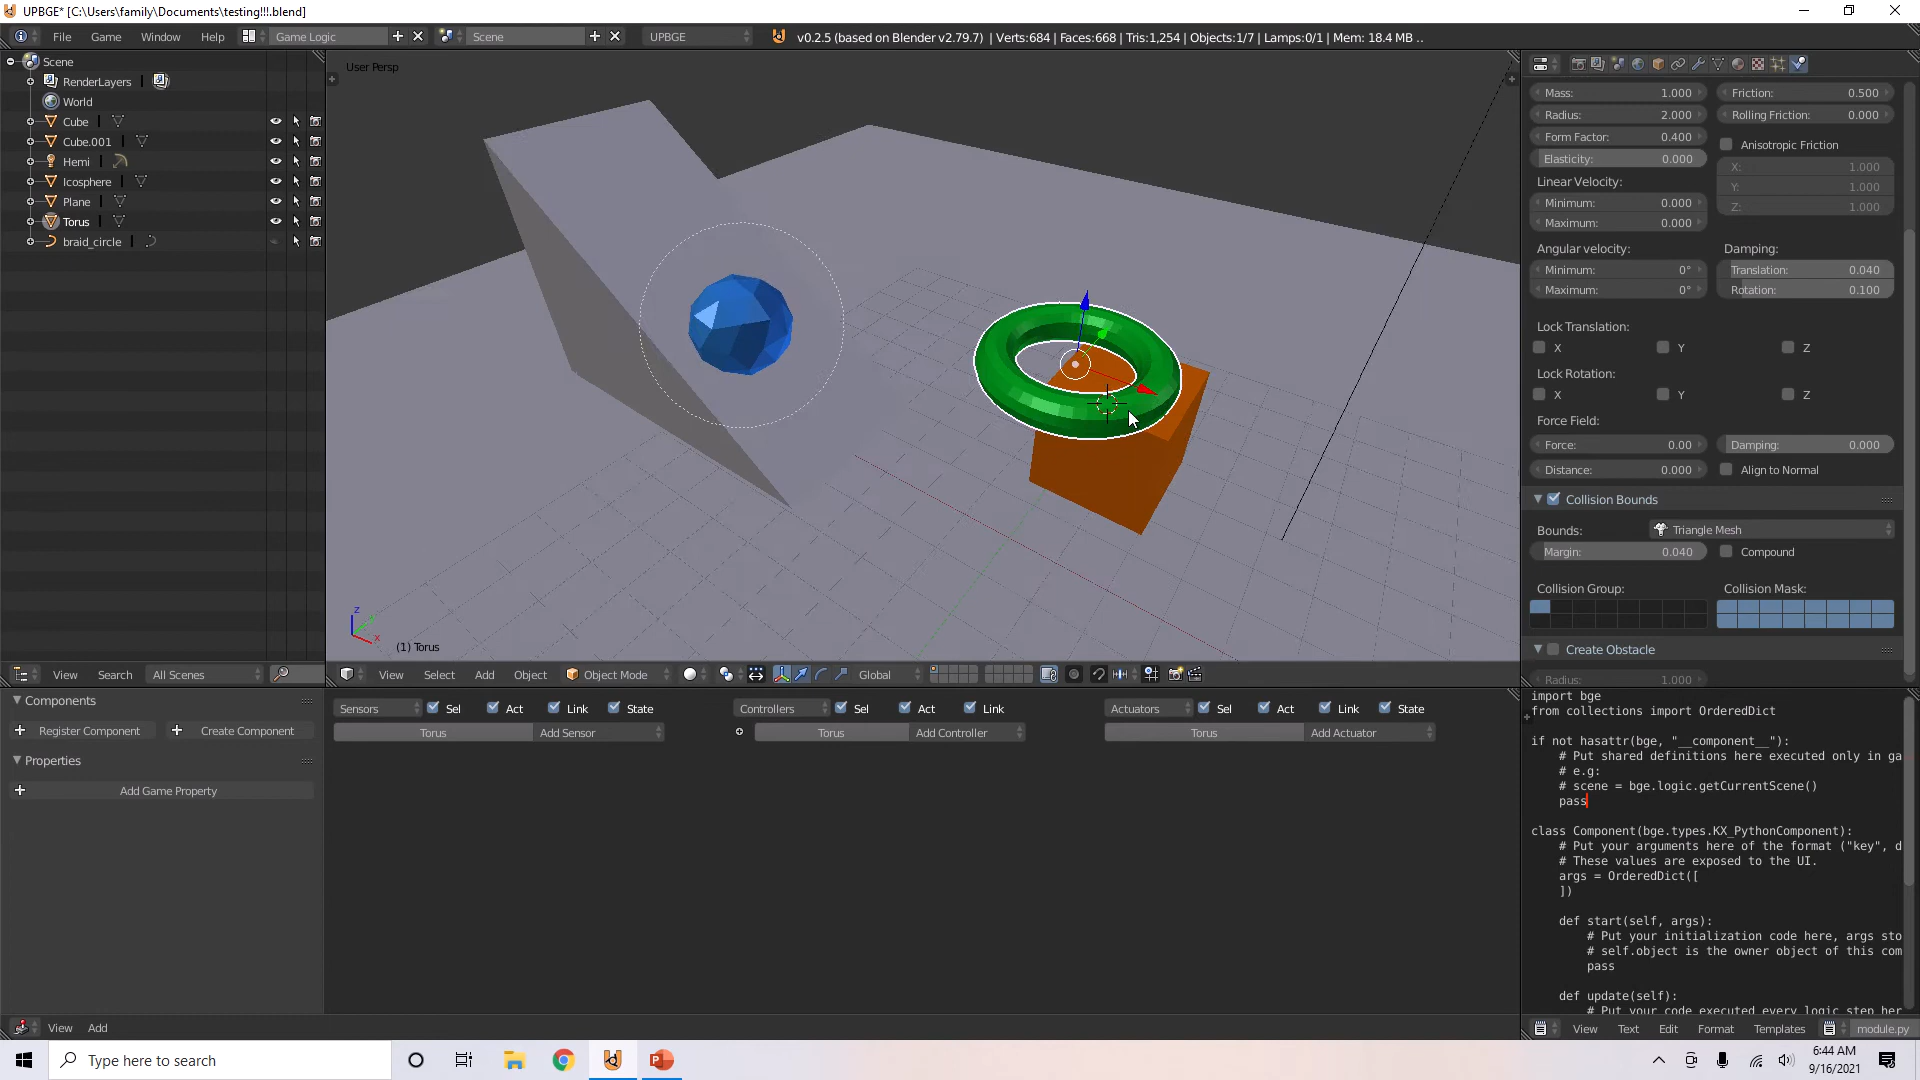 UPBGE* [C:\Users\family\Documents\testing!!!.blend]
File Game Window Help Game Logic Scene UPBGE v0.2.5 (based on Blender v2.79.7) | Verts:684 | Faces:668 | Tris:1,254 | Objects:1/7 | Lamps:0/1 | Mem: 18.4 MB ..
Scene
RenderLayers
World
Cube
Cube.001
Hemi
Icosphere
Plane
Torus
braid_circle
View Search All Scenes
User Persp
z
y
x
(1) Torus
View Select Add Object Object Mode Global
Mass: 1.000
Radius: 2.000
Form Factor: 0.400
Elasticity: 0.000
Linear Velocity:
Minimum: 0.000
Maximum: 0.000
Angular velocity:
Minimum: 0°
Maximum: 0°
Friction: 0.500
Rolling Friction: 0.000
Anisotropic Friction
X: 1.000
Y: 1.000
Z: 1.000
Damping:
Translation: 0.040
Rotation: 0.100
Lock Translation:
X Y Z
Lock Rotation:
X Y Z
Force Field:
Force: 0.00 Damping: 0.000
Distance: 0.000 Align to Normal
Collision Bounds
Bounds: Triangle Mesh
Margin: 0.040 Compound
Collision Group: Collision Mask:
Create Obstacle
Radius: 1.000
Components
Register Component Create Component
Properties
Add Game Property
View Add
Sensors Sel Act Link State
Torus Add Sensor
Controllers Sel Act Link
Torus Add Controller
Actuators Sel Act Link State
Torus Add Actuator
import bge
from collections import OrderedDict
if not hasattr(bge, "__component__"):
# Put shared definitions here executed only in ga
# e.g:
# scene = bge.logic.getCurrentScene()
pass
class Component(bge.types.KX_PythonComponent):
# Put your arguments here of the format ("key", d
# These values are exposed to the UI.
args = OrderedDict([
])
def start(self, args):
# Put your initialization code here, args sto
# self.object is the owner object of this com
pass
def update(self):
# Put your code executed every logic step her
View Text Edit Format Templates module.py
Type here to search
6:44 AM
9/16/2021